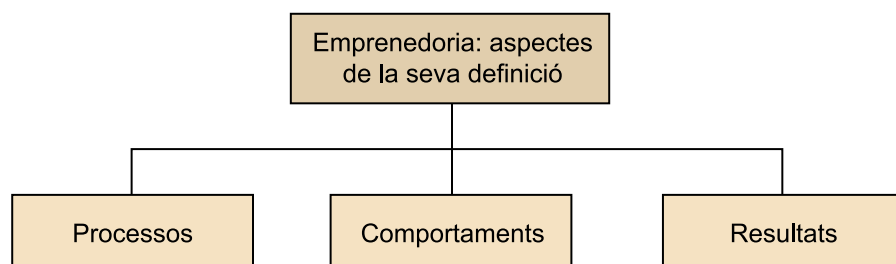 Emprenedoria: aspectes
de la seva definició
Processos
Comportaments
Resultats